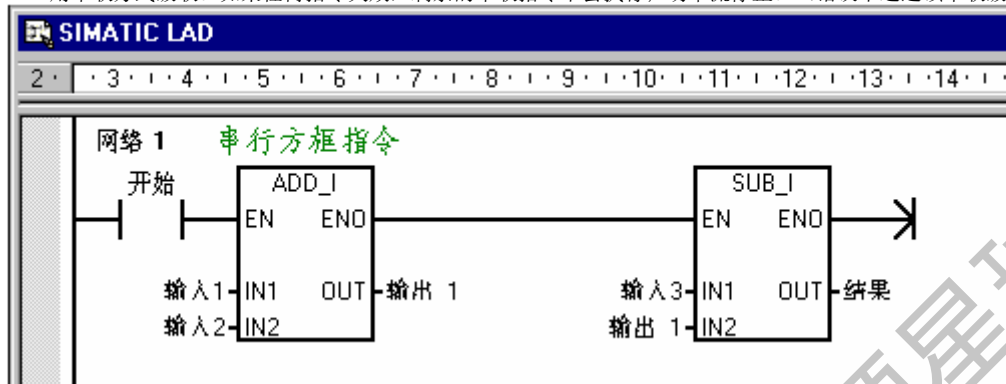 SIMATIC LAD
2 · · 3 · ı · 4 · ı · 5 · ı · 6 · ı · 7 · ı · 8 · ı · 9 · ı · 10 · ı · 11 · ı · 12 · ı · 13 · ı · 14 · ı
网络 1 串行方框指令
开始 ADD_I SUB_I
EN ENO EN ENO
输入1 IN1 OUT 输出 1 输入3 IN1 OUT 结果
输入2 IN2 输出 1 IN2